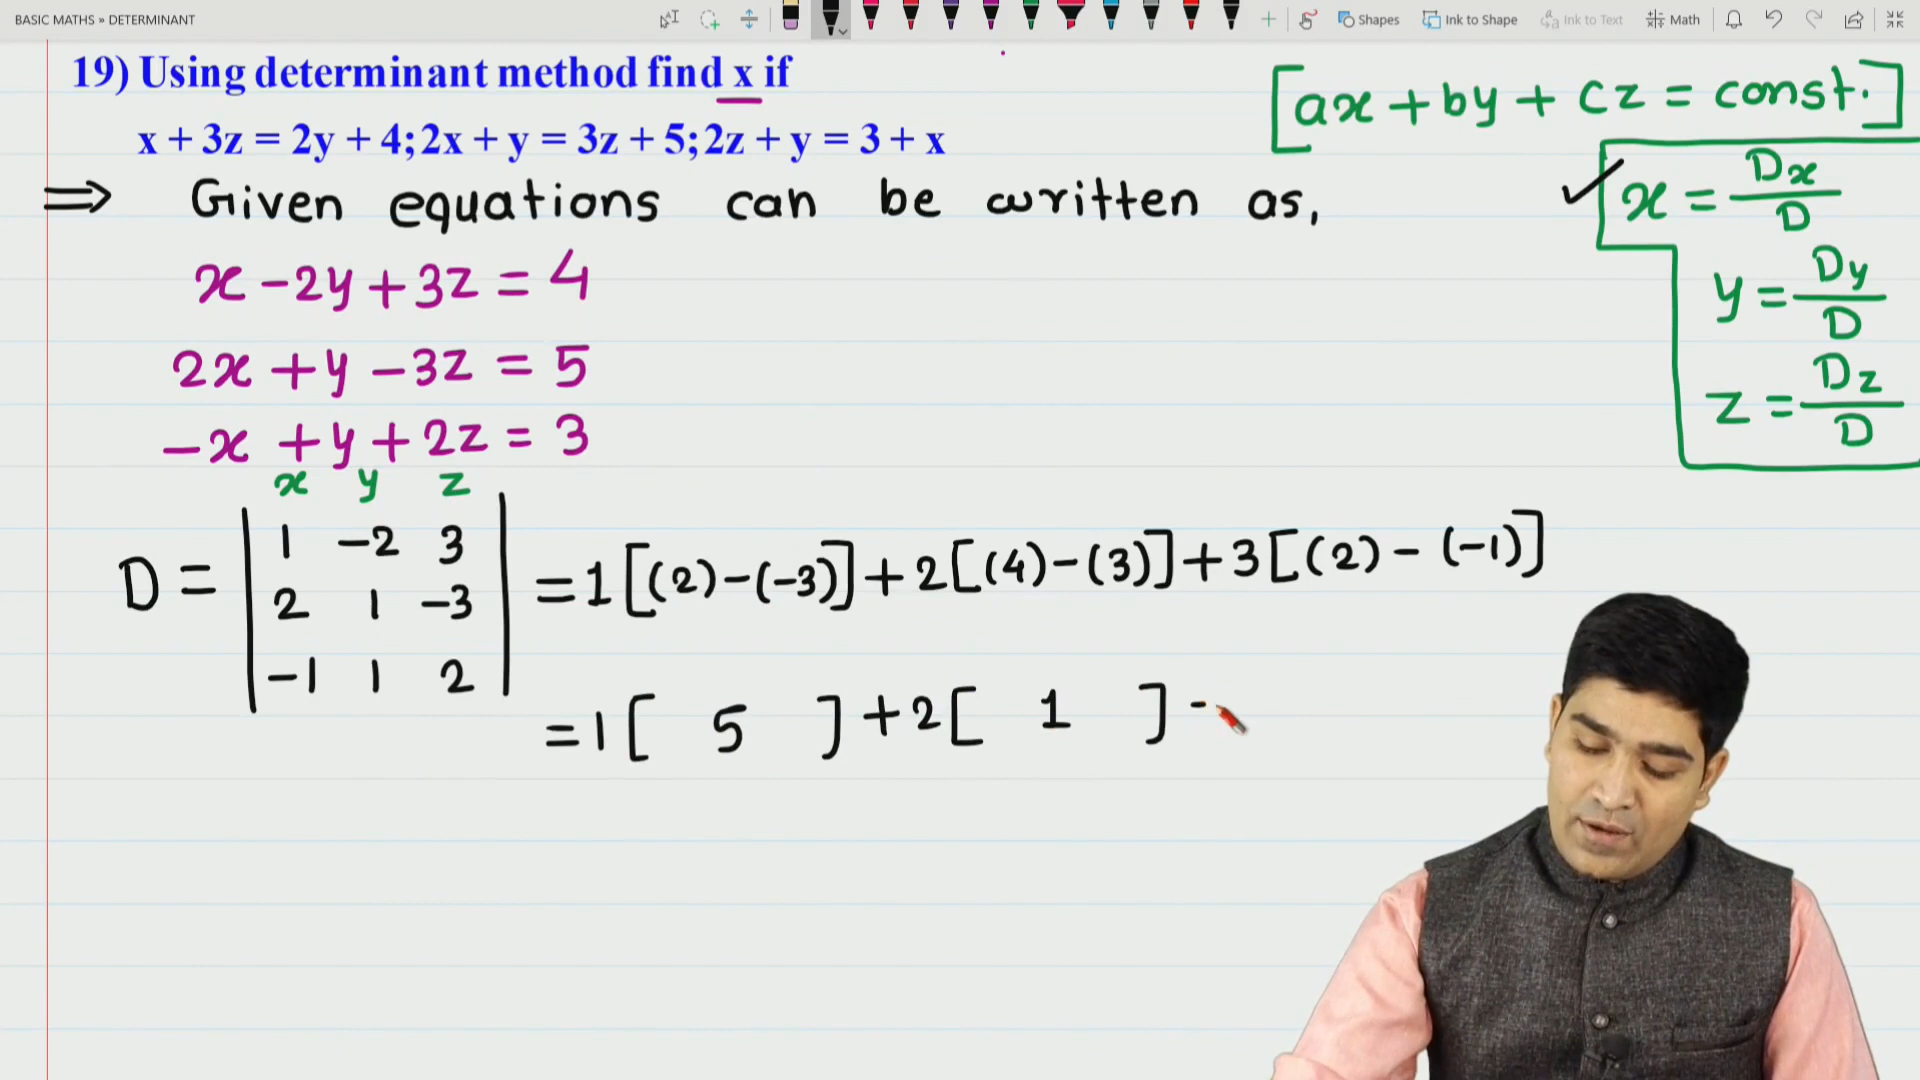 BASIC MATHS » DETERMINANT
Shapes Ink to Shape Ink to Text Math
19) Using determinant method find x if
x + 3z = 2y + 4; 2x + y = 3z + 5; 2z + y = 3 + x
[ax + by + cz = const.]
⇒ Given equations can be written as,
✓ x = Dx/D
y = Dy/D
z = Dz/D
x - 2y + 3z = 4
2x + y - 3z = 5
-x + y + 2z = 3
x y z
D = | 1 -2 3 |
| 2 1 -3 |
| -1 1 2 |
= 1[(2)-(-3)] + 2[(4)-(3)] + 3[(2)-(-1)]
= 1[ 5 ] + 2[ 1 ] -